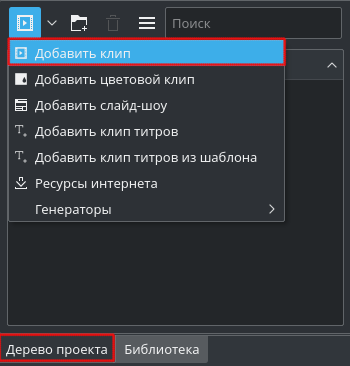 Поиск
Добавить клип
Добавить цветовой клип
Добавить слайд-шоу
Добавить клип титров
Добавить клип титров из шаблона
Ресурсы интернета
Генераторы
Дерево проекта
Библиотека